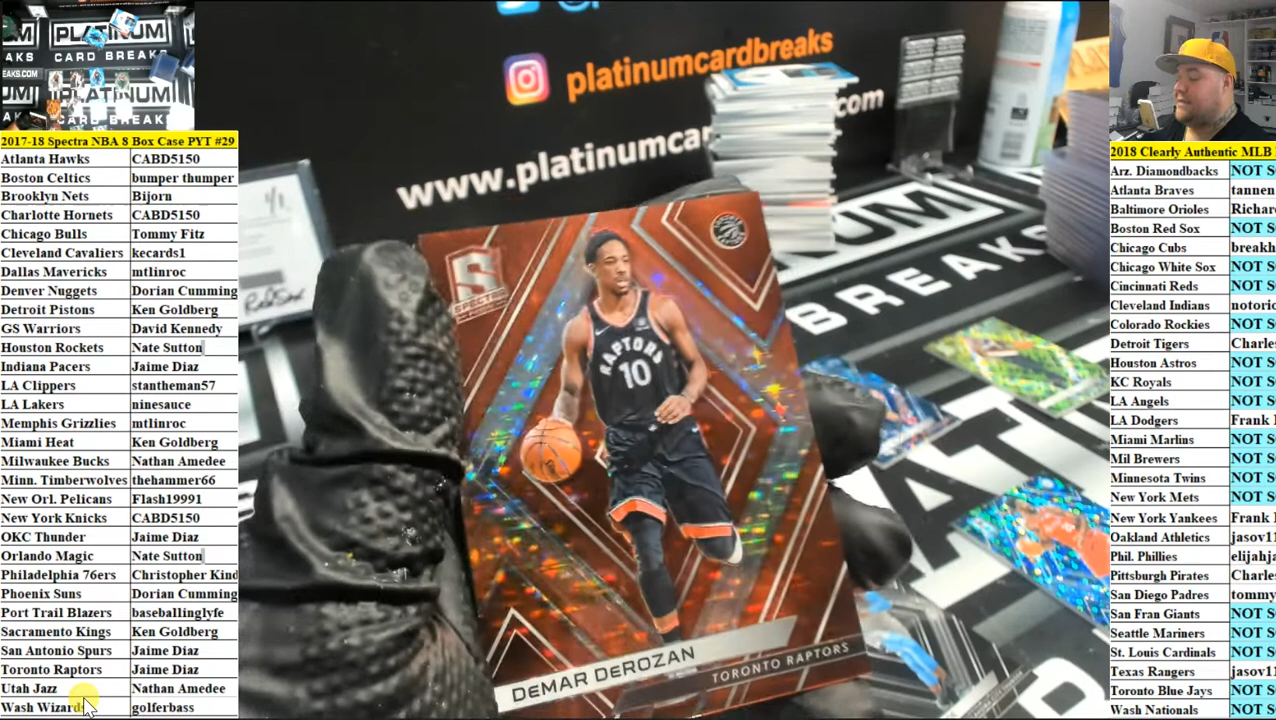 PLATINUM
CARD BREAKS
platinumcardbreaks
www.platinumca
.com
2017-18 Spectra NBA 8 Box Case PYT #29
Atlanta Hawks CABD5150
Boston Celtics bumper thumper
Brooklyn Nets Bijorn
Charlotte Hornets CABD5150
Chicago Bulls Tommy Fitz
Cleveland Cavaliers kecards1
Dallas Mavericks mtlinroc
Denver Nuggets Dorian Cumming
Detroit Pistons Ken Goldberg
GS Warriors David Kennedy
Houston Rockets Nate Sutton
Indiana Pacers Jaime Diaz
LA Clippers stantheman57
LA Lakers ninesauce
Memphis Grizzlies mtlinroc
Miami Heat Ken Goldberg
Milwaukee Bucks Nathan Amedee
Minn. Timberwolves thehammer66
New Orl. Pelicans Flash19991
New York Knicks CABD5150
OKC Thunder Jaime Diaz
Orlando Magic Nate Sutton
Philadelphia 76ers Christopher Kind
Phoenix Suns Dorian Cumming
Port Trail Blazers baseballinglyfe
Sacramento Kings Ken Goldberg
San Antonio Spurs Jaime Diaz
Toronto Raptors Jaime Diaz
Utah Jazz Nathan Amedee
Wash Wizards golferbass
1/1
S
SPECTRA
RAPTORS
10
DEMAR DEROZAN
TORONTO RAPTORS
NUM
BREAKS
2018 Clearly Authentic MLB
Arz. Diamondbacks NOT S
Atlanta Braves tannen
Baltimore Orioles Richar
Boston Red Sox NOT S
Chicago Cubs breakh
Chicago White Sox NOT S
Cincinnati Reds NOT S
Cleveland Indians notoric
Colorado Rockies NOT S
Detroit Tigers Charles
Houston Astros NOT S
KC Royals NOT S
LA Angels NOT S
LA Dodgers Frank
Miami Marlins NOT S
Mil Brewers NOT S
Minnesota Twins NOT S
New York Mets NOT S
New York Yankees Frank
Oakland Athletics jasov11
Phil. Phillies elijahja
Pittsburgh Pirates Charles
San Diego Padres tommy
San Fran Giants NOT S
Seattle Mariners NOT S
St. Louis Cardinals NOT S
Texas Rangers jasov11
Toronto Blue Jays NOT S
Wash Nationals NOT S